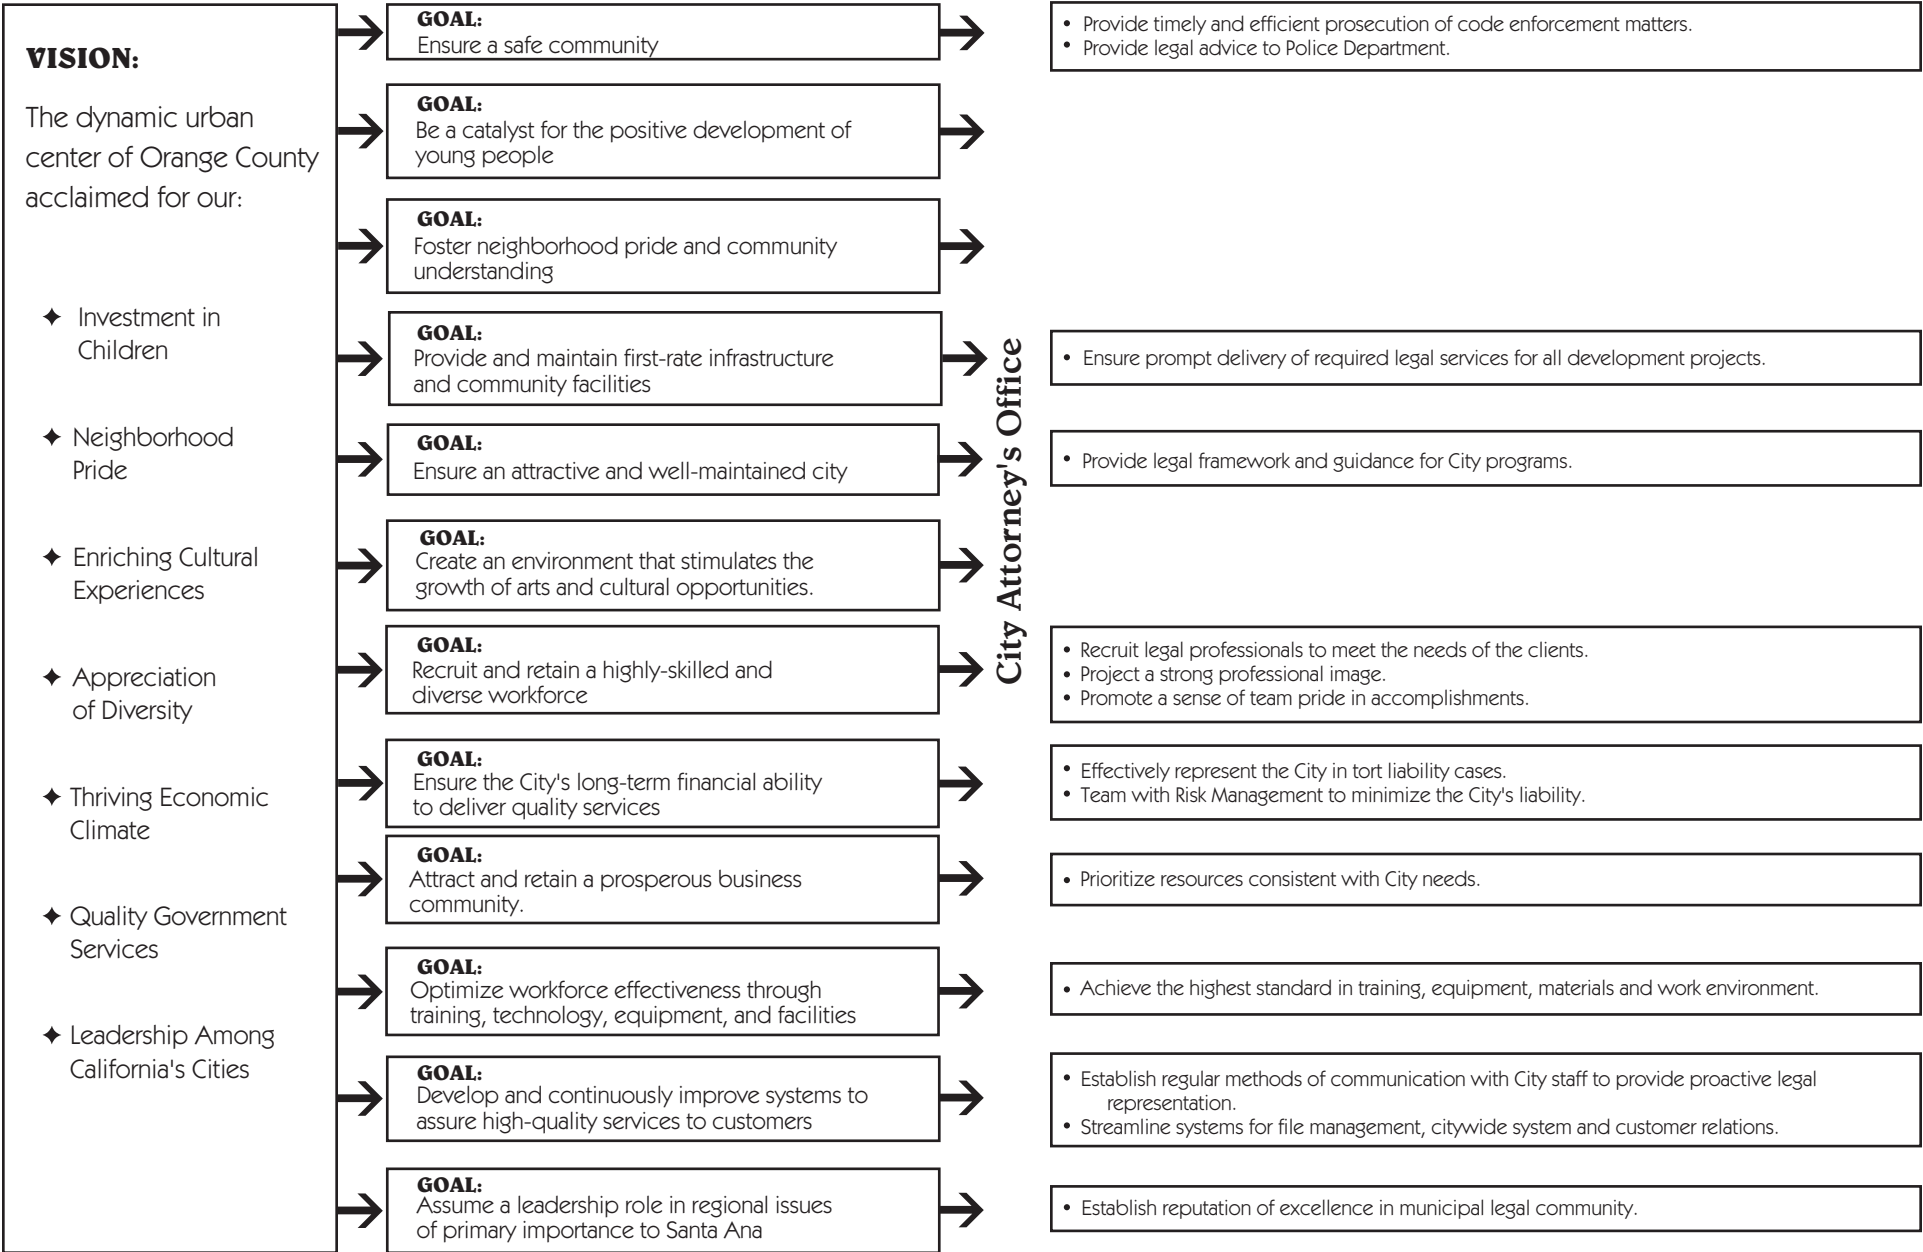 VISION:
The dynamic urban
center of Orange County
acclaimed for our:
✦ Investment in
Children
✦ Neighborhood
Pride
✦ Enriching Cultural
Experiences
✦ Appreciation
of Diversity
✦ Thriving Economic
Climate
✦ Quality Government
Services
✦ Leadership Among
California's Cities
GOAL:
Ensure a safe community
GOAL:
Be a catalyst for the positive development of
young people
GOAL:
Foster neighborhood pride and community
understanding
GOAL:
Provide and maintain first-rate infrastructure
and community facilities
GOAL:
Ensure an attractive and well-maintained city
GOAL:
Create an environment that stimulates the
growth of arts and cultural opportunities.
GOAL:
Recruit and retain a highly-skilled and
diverse workforce
GOAL:
Ensure the City's long-term financial ability
to deliver quality services
GOAL:
Attract and retain a prosperous business
community.
GOAL:
Optimize workforce effectiveness through
training, technology, equipment, and facilities
GOAL:
Develop and continuously improve systems to
assure high-quality services to customers
GOAL:
Assume a leadership role in regional issues
of primary importance to Santa Ana
City Attorney's Office
• Provide timely and efficient prosecution of code enforcement matters.
• Provide legal advice to Police Department.
• Ensure prompt delivery of required legal services for all development projects.
• Provide legal framework and guidance for City programs.
• Recruit legal professionals to meet the needs of the clients.
• Project a strong professional image.
• Promote a sense of team pride in accomplishments.
• Effectively represent the City in tort liability cases.
• Team with Risk Management to minimize the City's liability.
• Prioritize resources consistent with City needs.
• Achieve the highest standard in training, equipment, materials and work environment.
• Establish regular methods of communication with City staff to provide proactive legal
representation.
• Streamline systems for file management, citywide system and customer relations.
• Establish reputation of excellence in municipal legal community.